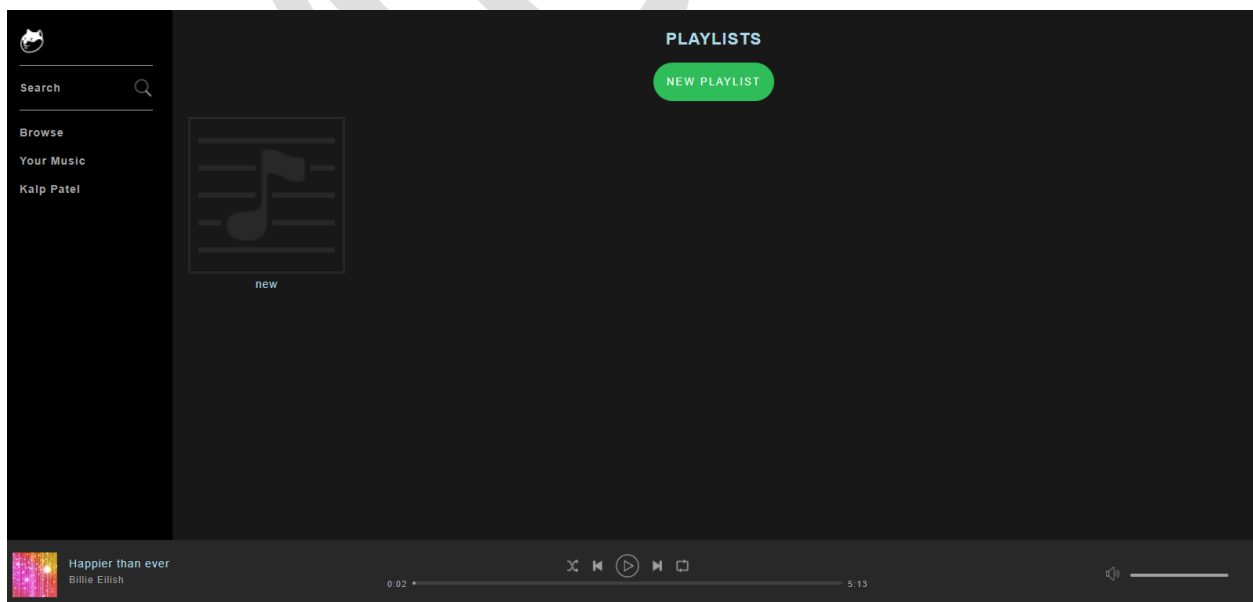 Search
Browse
Your Music
Kalp Patel
PLAYLISTS
NEW PLAYLIST
new
Happier than ever
Billie Eilish
0:02
5:13